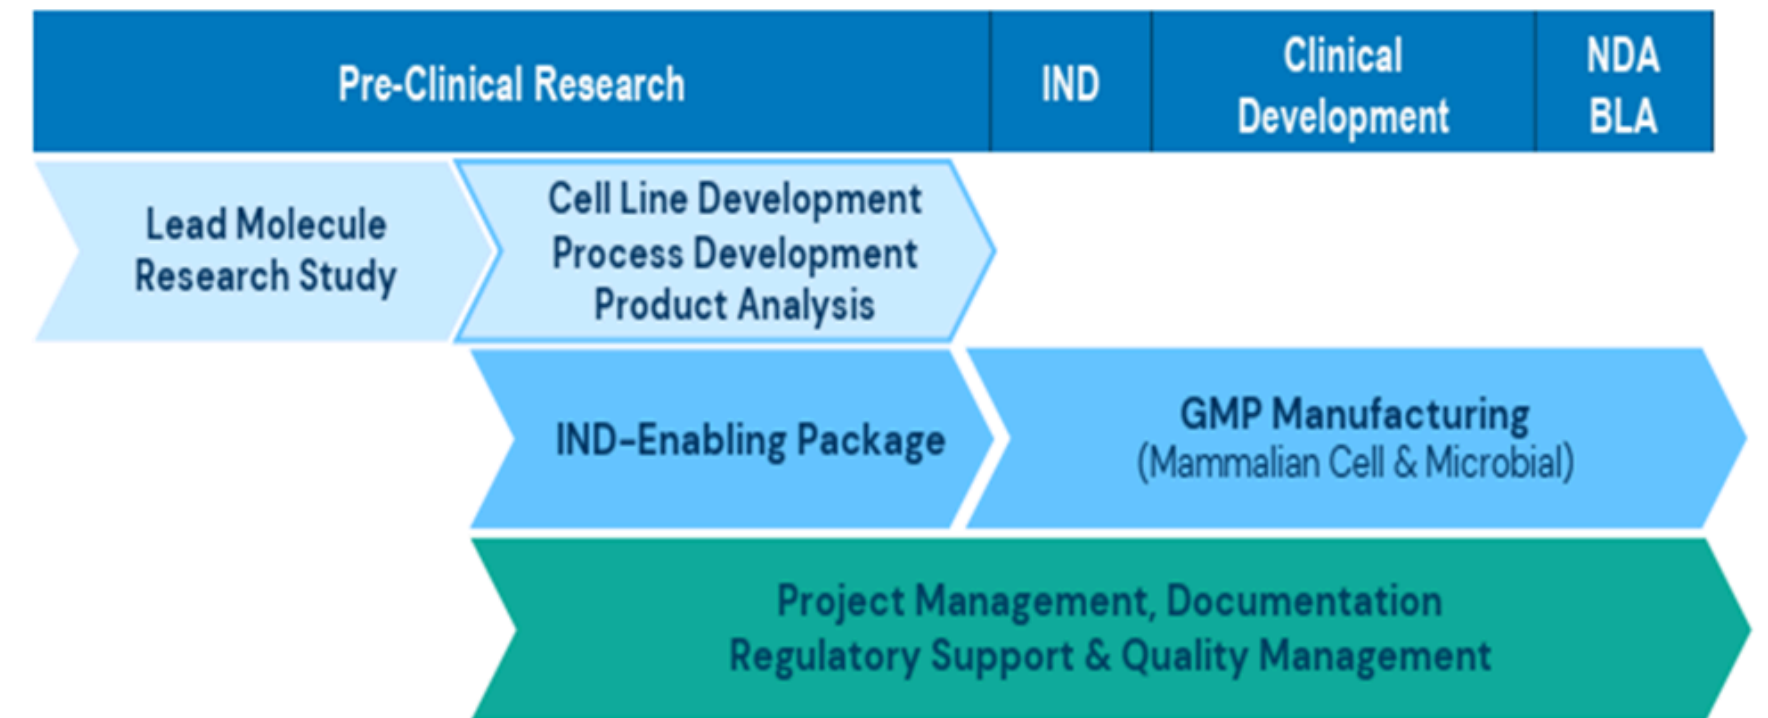 Pre-Clinical Research
IND
Clinical
Development
NDA
BLA
Lead Molecule
Research Study
Cell Line Development
Process Development
Product Analysis
IND-Enabling Package
GMP Manufacturing
(Mammalian Cell & Microbial)
Project Management, Documentation
Regulatory Support & Quality Management